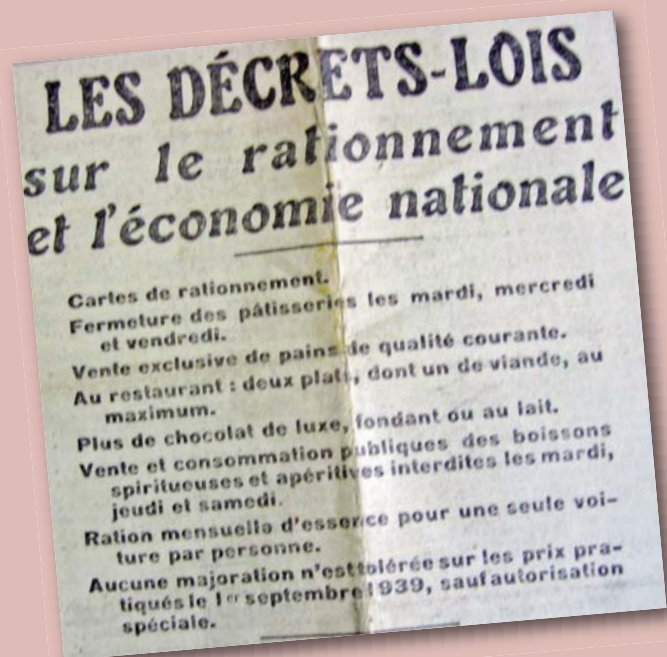 LES DÉCRETS-LOIS
sur le rationnement
et l'économie nationale
Cartes de rationnement.
Fermeture des pâtisseries les mardi, mercredi
et vendredi.
Vente exclusive de pains de qualité courante.
Au restaurant : deux plats, dont un de viande, au
maximum.
Plus de chocolat de luxe, fondant ou au lait.
Vente et consommation publiques des boissons
spiritueuses et apéritives interdites les mardi,
jeudi et samedi.
Ration mensuelle d'essence pour une seule voi-
ture par personne.
Aucune majoration n'est tolérée sur les prix pra-
tiqués le 1er septembre 1939, sauf autorisation
spéciale.